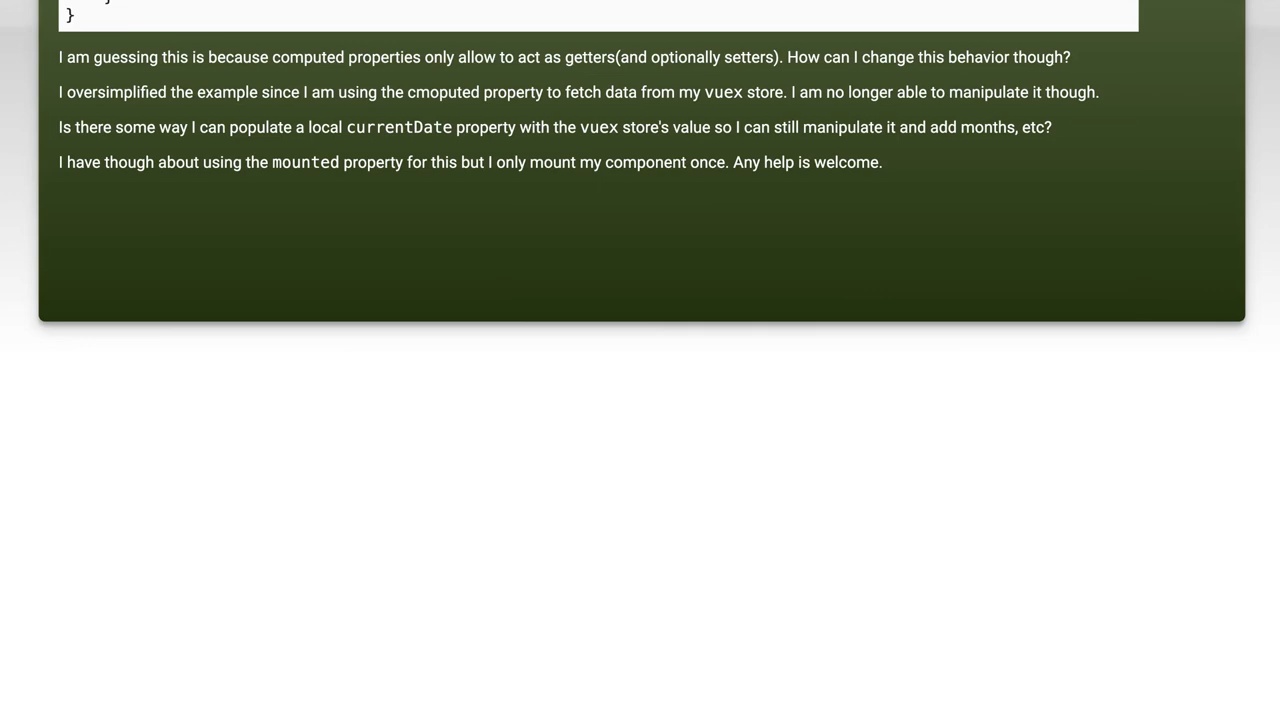 }
I am guessing this is because computed properties only allow to act as getters(and optionally setters). How can I change this behavior though?
I oversimplified the example since I am using the cmoputed property to fetch data from my vuex store. I am no longer able to manipulate it though.
Is there some way I can populate a local currentDate property with the vuex store's value so I can still manipulate it and add months, etc?
I have though about using the mounted property for this but I only mount my component once. Any help is welcome.